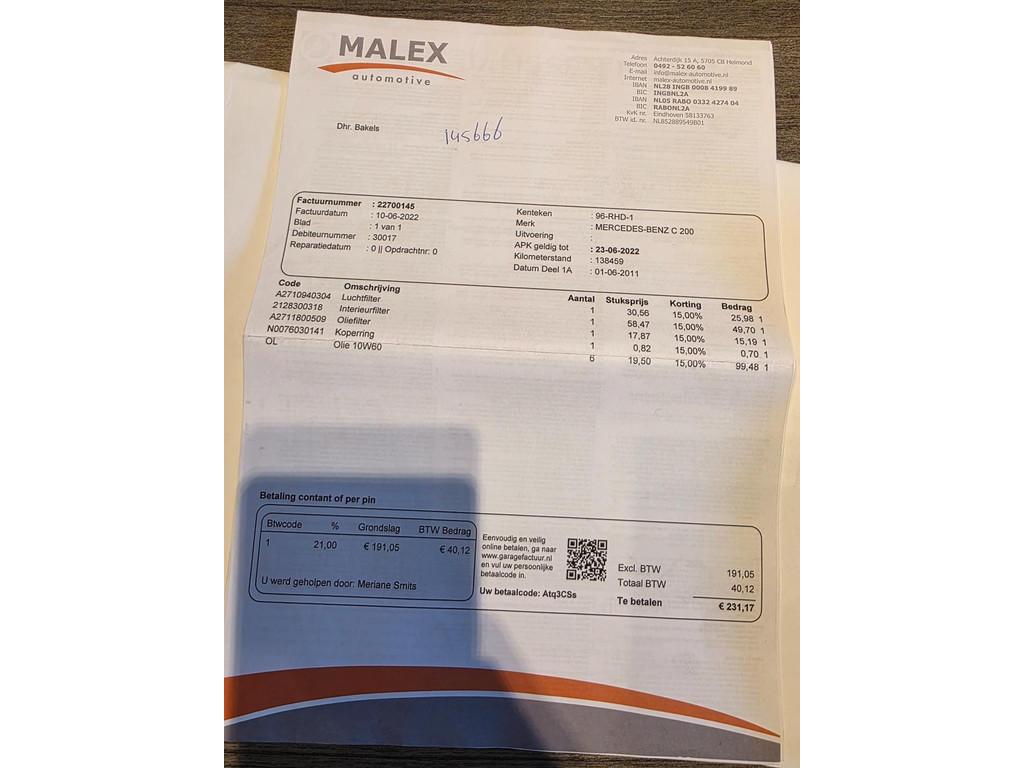 MALEX
automotive
Adres Achterdijk 15 A, 5705 CB Helmond
Telefoon 0492 - 52 60 60
E-mail info@malex-automotive.nl
Internet malex-automotive.nl
IBAN NL28 INGB 0008 4199 89
BIC INGBNL2A
IBAN NL05 RABO 0332 4274 04
BIC RABONL2A
KvK nr. Eindhoven 58133763
BTW id. nr. NL852889549B01
Dhr. Bakels
145666
Factuurnummer : 22700145
Factuurdatum : 10-06-2022
Blad : 1 van 1
Debiteurnummer : 30017
Reparatiedatum : 0 || Opdrachtnr: 0
Kenteken : 96-RHD-1
Merk : MERCEDES-BENZ C 200
Uitvoering :
APK geldig tot : 23-06-2022
Kilometerstand : 138459
Datum Deel 1A : 01-06-2011
Code Omschrijving Aantal Stuksprijs Korting Bedrag
A2710940304 Luchtfilter 1 30,56 15,00% 25,98 1
2128300318 Interieurfilter 1 58,47 15,00% 49,70 1
A2711800509 Oliefilter 1 17,87 15,00% 15,19 1
N0076030141 Koperring 1 0,82 15,00% 0,70 1
OL Olie 10W60 6 19,50 15,00% 99,48 1
Betaling contant of per pin
Btwcode % Grondslag BTW Bedrag
1 21,00 € 191,05 € 40,12
U werd geholpen door: Meriane Smits
Eenvoudig en veilig
online betalen, ga naar
www.garagefactuur.nl
en vul uw persoonlijke
betaalcode in.
Uw betaalcode: Atq3CSs
Excl. BTW 191,05
Totaal BTW 40,12
Te betalen € 231,17